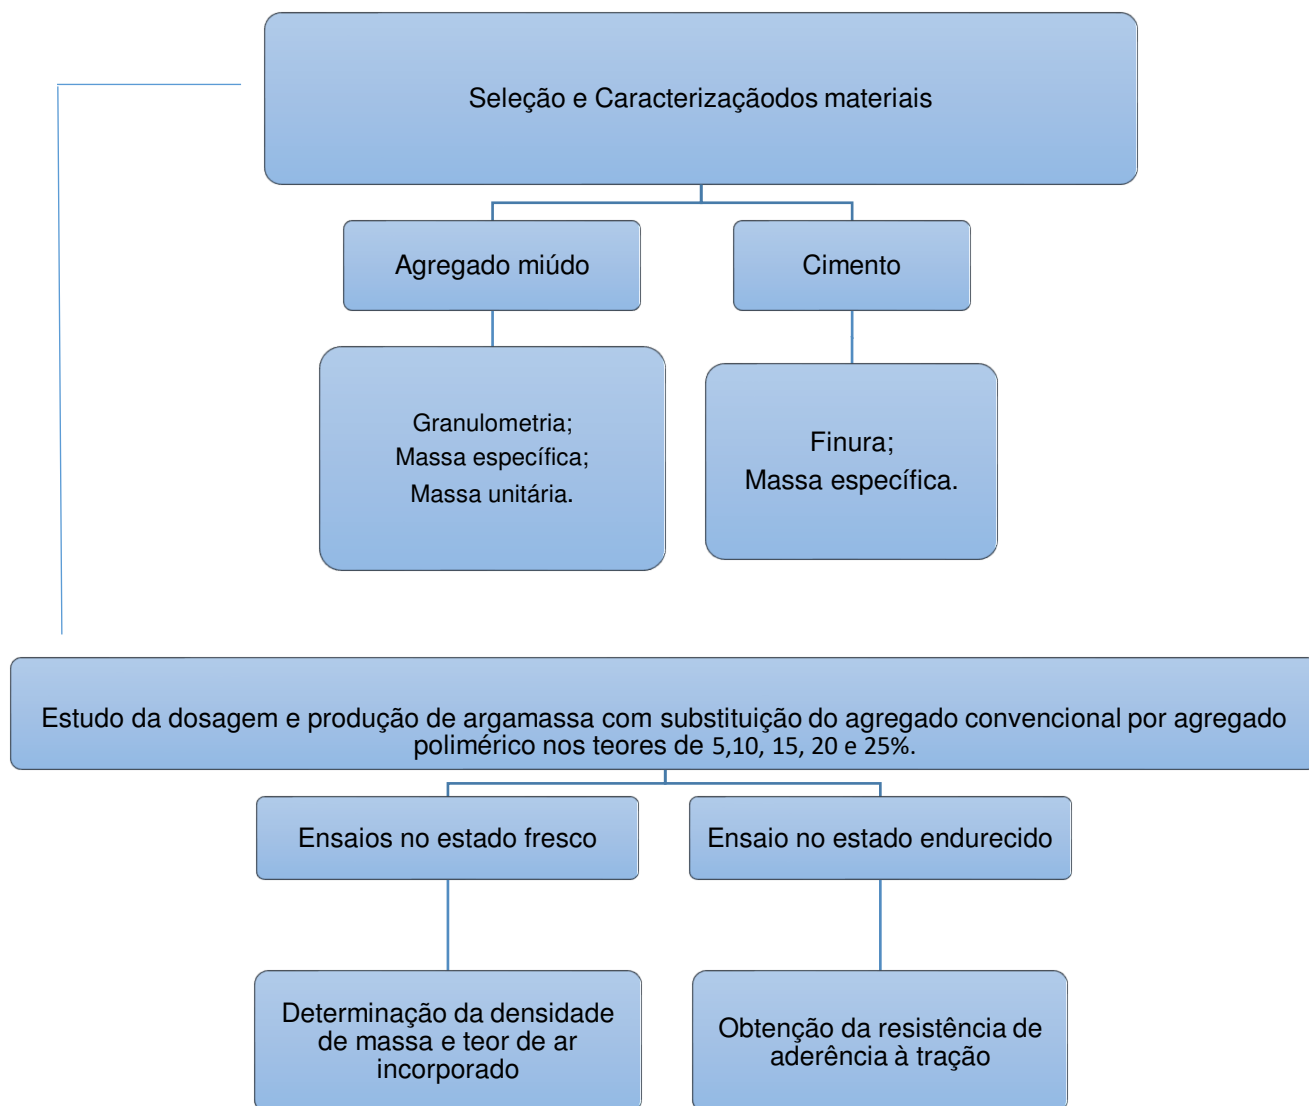 Seleção e Caracterizaçãodos materiais
Agregado miúdo
Cimento
Granulometria;
Massa específica;
Massa unitária.
Finura;
Massa específica.
Estudo da dosagem e produção de argamassa com substituição do agregado convencional por agregado
polimérico nos teores de 5,10, 15, 20 e 25%.
Ensaios no estado fresco
Ensaio no estado endurecido
Determinação da densidade
de massa e teor de ar
incorporado
Obtenção da resistência de
aderência à tração